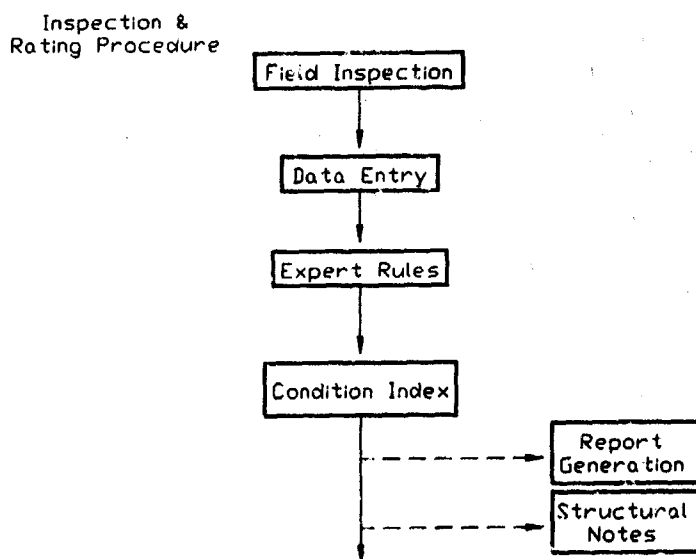 Inspection &
Rating Procedure
Field Inspection
Data Entry
Expert Rules
Condition Index
Report
Generation
Structural
Notes